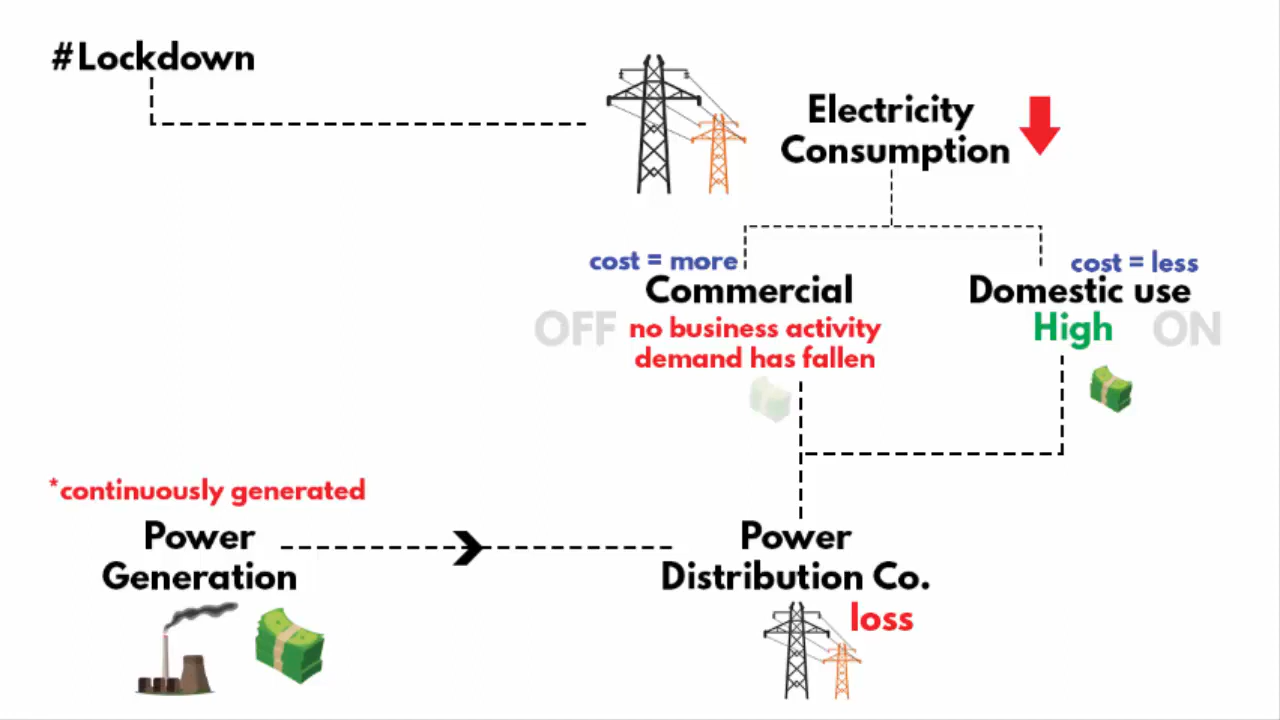 #Lockdown
Electricity
Consumption
cost = more
cost = less
Commercial
Domestic use
OFF
no business activity
demand has fallen
High
ON
*continuously generated
Power
Generation
Power
Distribution Co.
loss